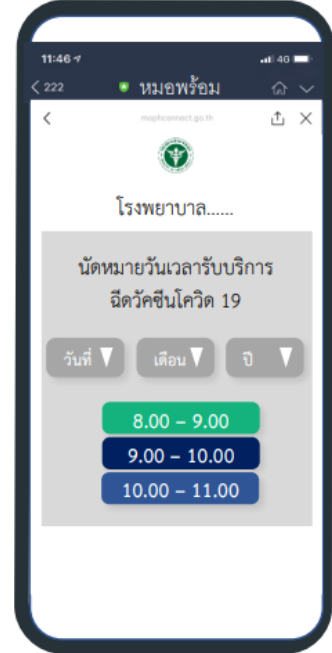 11:46
4G
222
หมอพร้อม
mophconnect.go.th
โรงพยาบาล......
นัดหมายวันเวลารับบริการ
ฉีดวัคซีนโควิด 19
วันที่ เดือน ปี
8.00 – 9.00
9.00 – 10.00
10.00 – 11.00